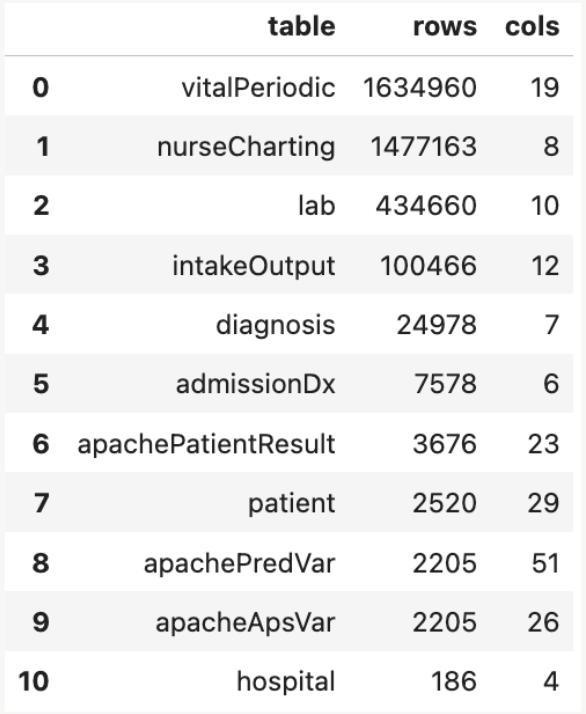 table rows cols
0 vitalPeriodic 1634960 19
1 nurseCharting 1477163 8
2 lab 434660 10
3 intakeOutput 100466 12
4 diagnosis 24978 7
5 admissionDx 7578 6
6 apachePatientResult 3676 23
7 patient 2520 29
8 apachePredVar 2205 51
9 apacheApsVar 2205 26
10 hospital 186 4